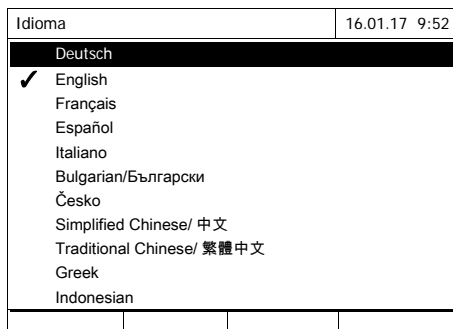 Idioma 16.01.17 9:52
Deutsch
✓ English
Français
Español
Italiano
Bulgarian/Български
Česko
Simplified Chinese/ 中文
Traditional Chinese/ 繁體中文
Greek
Indonesian